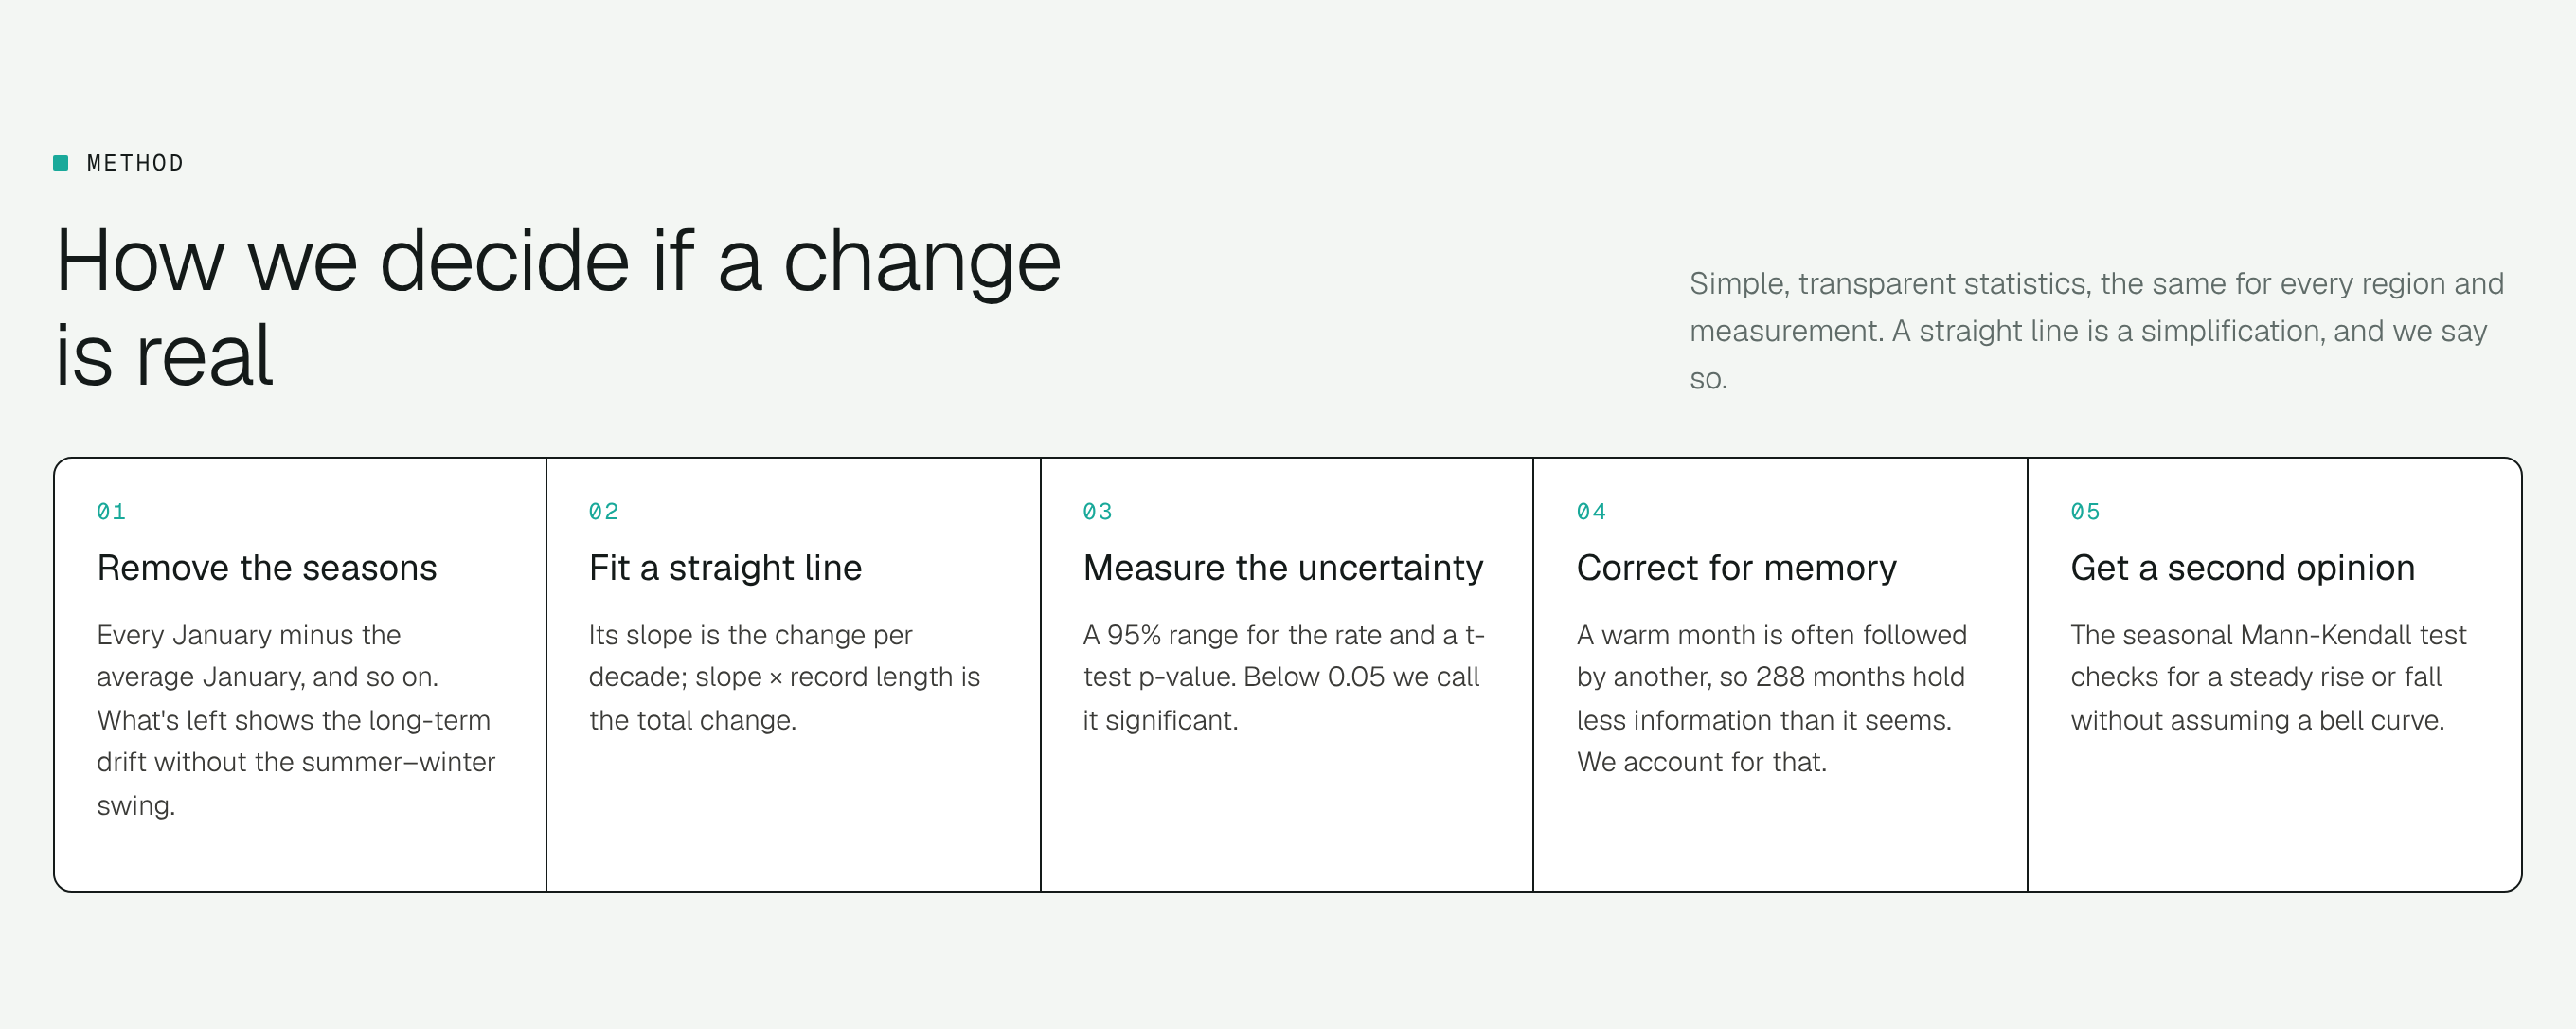 METHOD
How we decide if a change
is real
Simple, transparent statistics, the same for every region and
measurement. A straight line is a simplification, and we say
so.
01
Remove the seasons
Every January minus the
average January, and so on.
What's left shows the long-term
drift without the summer–winter
swing.
02
Fit a straight line
Its slope is the change per
decade; slope × record length is
the total change.
03
Measure the uncertainty
A 95% range for the rate and a t-
test p-value. Below 0.05 we call
it significant.
04
Correct for memory
A warm month is often followed
by another, so 288 months hold
less information than it seems.
We account for that.
05
Get a second opinion
The seasonal Mann-Kendall test
checks for a steady rise or fall
without assuming a bell curve.